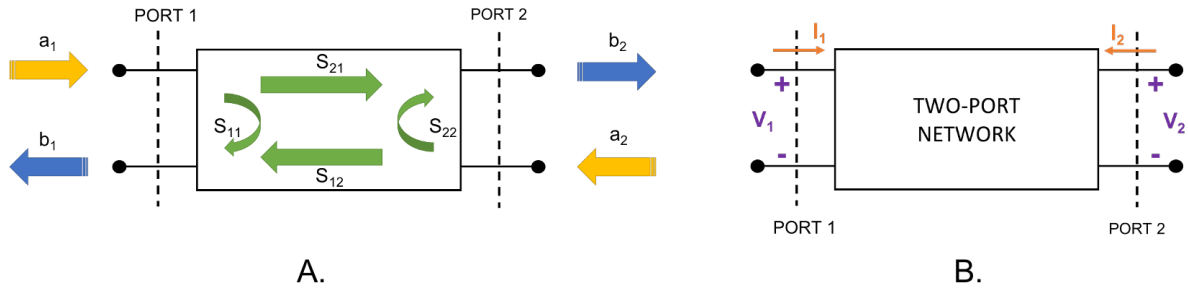 PORT 1
PORT 2
a1
b2
S21
S11
S22
b1
a2
S12
A.
I1
I2
+
+
V1
TWO-PORT
NETWORK
V2
-
-
PORT 1
PORT 2
B.